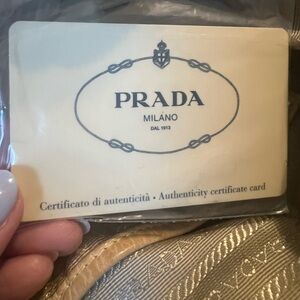 PRADA
MILANO
DAL 1913
Certificato di autenticità • Authenticity certificate card